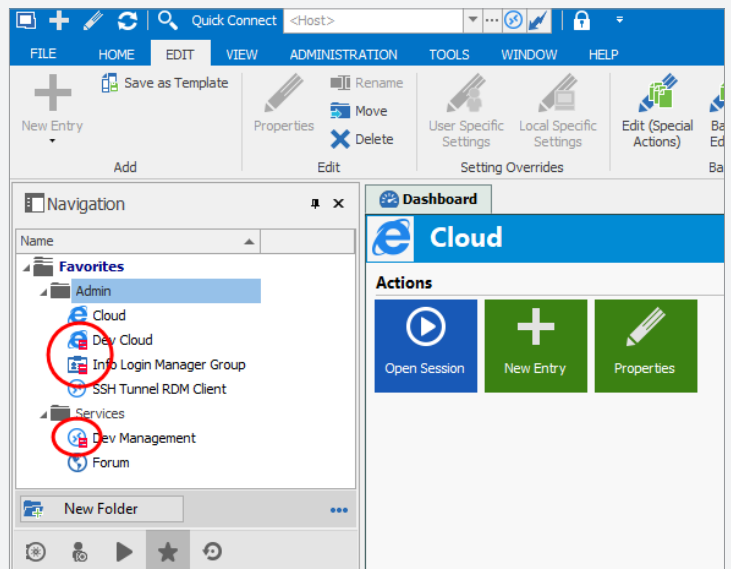 Quick Connect <Host>
FILE HOME EDIT VIEW ADMINISTRATION TOOLS WINDOW HELP
Save as Template Rename
Move
New Entry Properties User Specific Local Specific Edit (Special Ba
Delete Settings Settings Actions) Ed
Add Edit Setting Overrides Ba
Navigation Dashboard
Cloud
Name
Favorites
Admin Actions
Cloud
Dev Cloud
Info Login Manager Group Open Session New Entry Properties
SSH Tunnel RDM Client
Services
Dev Management
Forum
New Folder